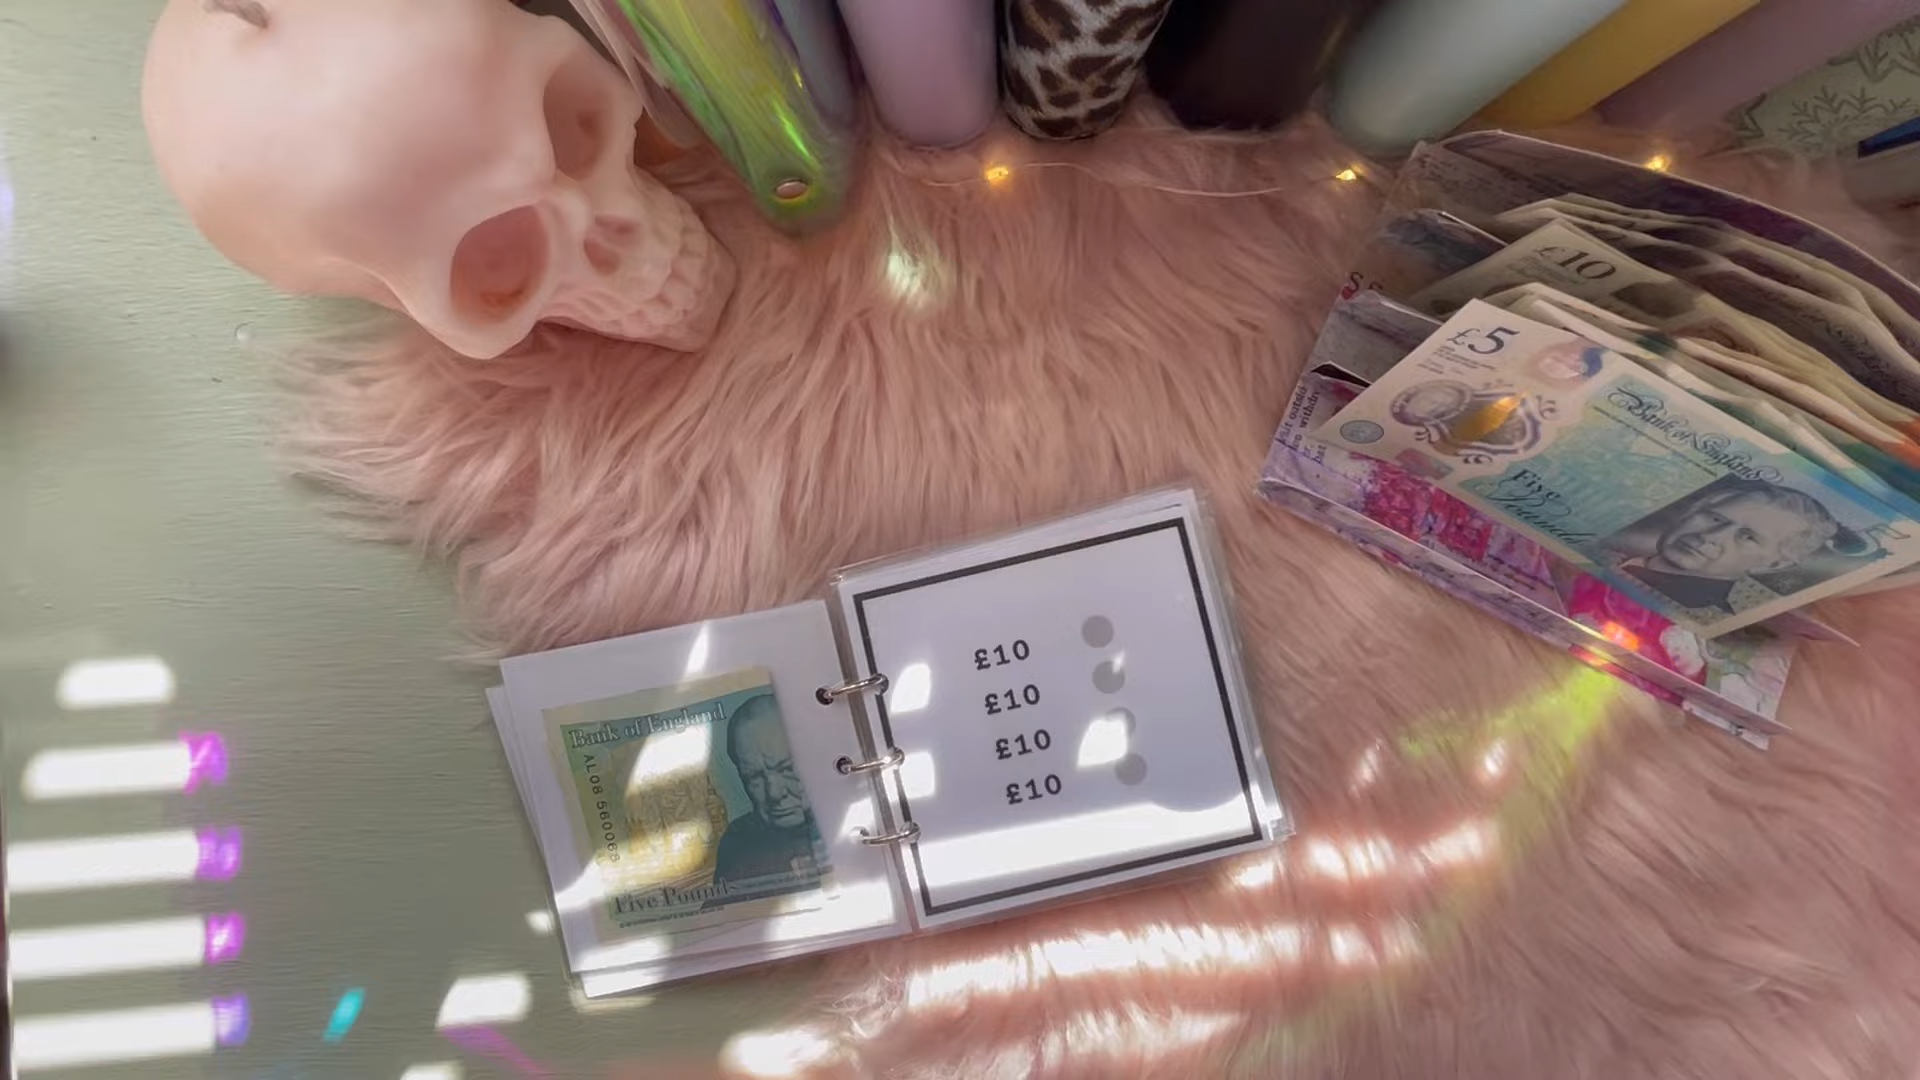 £10
£5
Bank of England
Five
Pounds
£10
£10
£10
£10
Bank of England
AL08 560068
Five Pounds